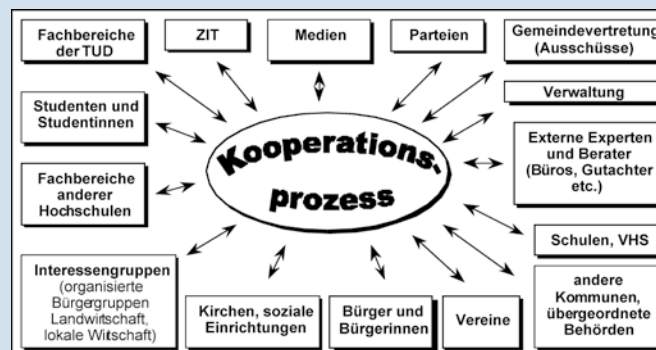 Fachbereiche
der TUD
ZIT
Medien
Parteien
Gemeindevertretung
(Ausschüsse)
Verwaltung
Studenten und
Studentinnen
Externe Experten
und Berater
(Büros, Gutachter
etc.)
Kooperations-
prozess
Fachbereiche
anderer
Hochschulen
Schulen, VHS
Interessengruppen
(organisierte
Bürgergruppen
Landwirtschaft,
lokale Wirtschaft)
Kirchen, soziale
Einrichtungen
Bürger und
Bürgerinnen
Vereine
andere
Kommunen,
übergeordnete
Behörden